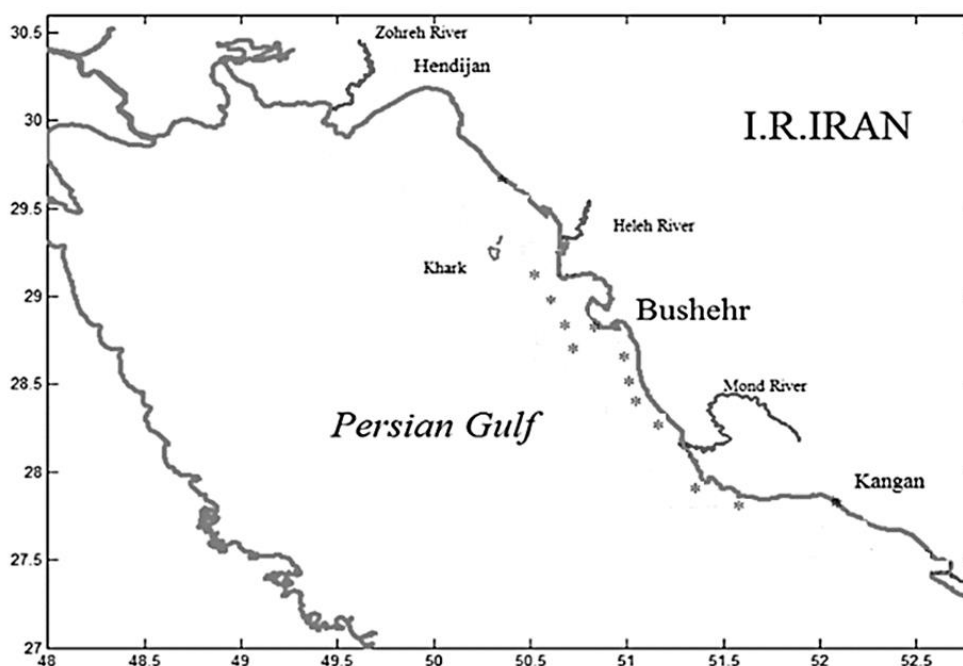 Zohreh River
Hendijan
I.R.IRAN
Heleh River
Khark
Bushehr
Mond River
Persian Gulf
Kangan
30.5
30
29.5
29
28.5
28
27.5
27
48
48.5
49
49.5
50
50.5
51
51.5
52
52.5